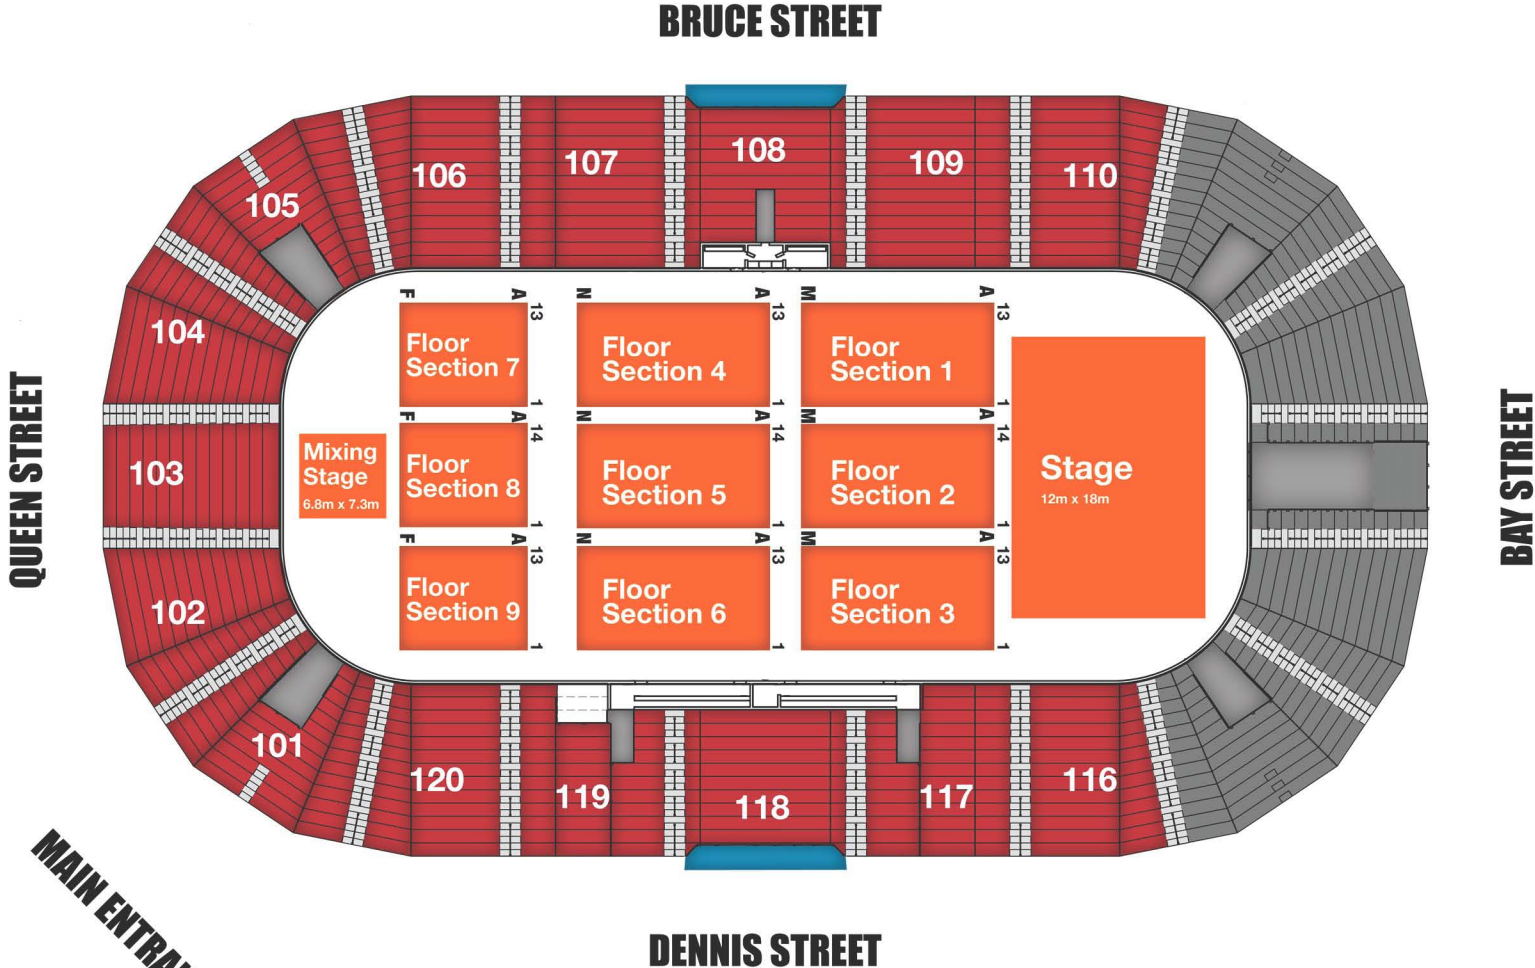 BRUCE STREET
106
107
108
109
110
105
104
103
102
101
120
119
118
117
116
QUEEN STREET
BAY STREET
F
A
13
N
A
13
M
A
13
Floor
Section 7
Floor
Section 4
Floor
Section 1
1
1
1
F
A
14
N
A
14
M
A
14
Mixing
Stage
6.8m x 7.3m
Floor
Section 8
Floor
Section 5
Floor
Section 2
Stage
12m x 18m
1
1
1
F
A
13
N
A
13
M
A
13
Floor
Section 9
Floor
Section 6
Floor
Section 3
1
1
1
MAIN ENTRA
DENNIS STREET